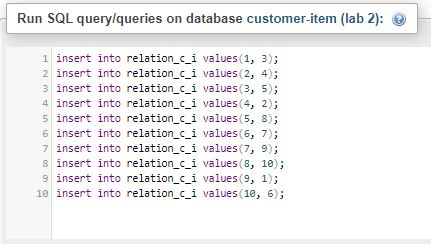 Run SQL query/queries on database customer-item (lab 2):
1 insert into relation_c_i values(1, 3);
2 insert into relation_c_i values(2, 4);
3 insert into relation_c_i values(3, 5);
4 insert into relation_c_i values(4, 2);
5 insert into relation_c_i values(5, 8);
6 insert into relation_c_i values(6, 7);
7 insert into relation_c_i values(7, 9);
8 insert into relation_c_i values(8, 10);
9 insert into relation_c_i values(9, 1);
10 insert into relation_c_i values(10, 6);